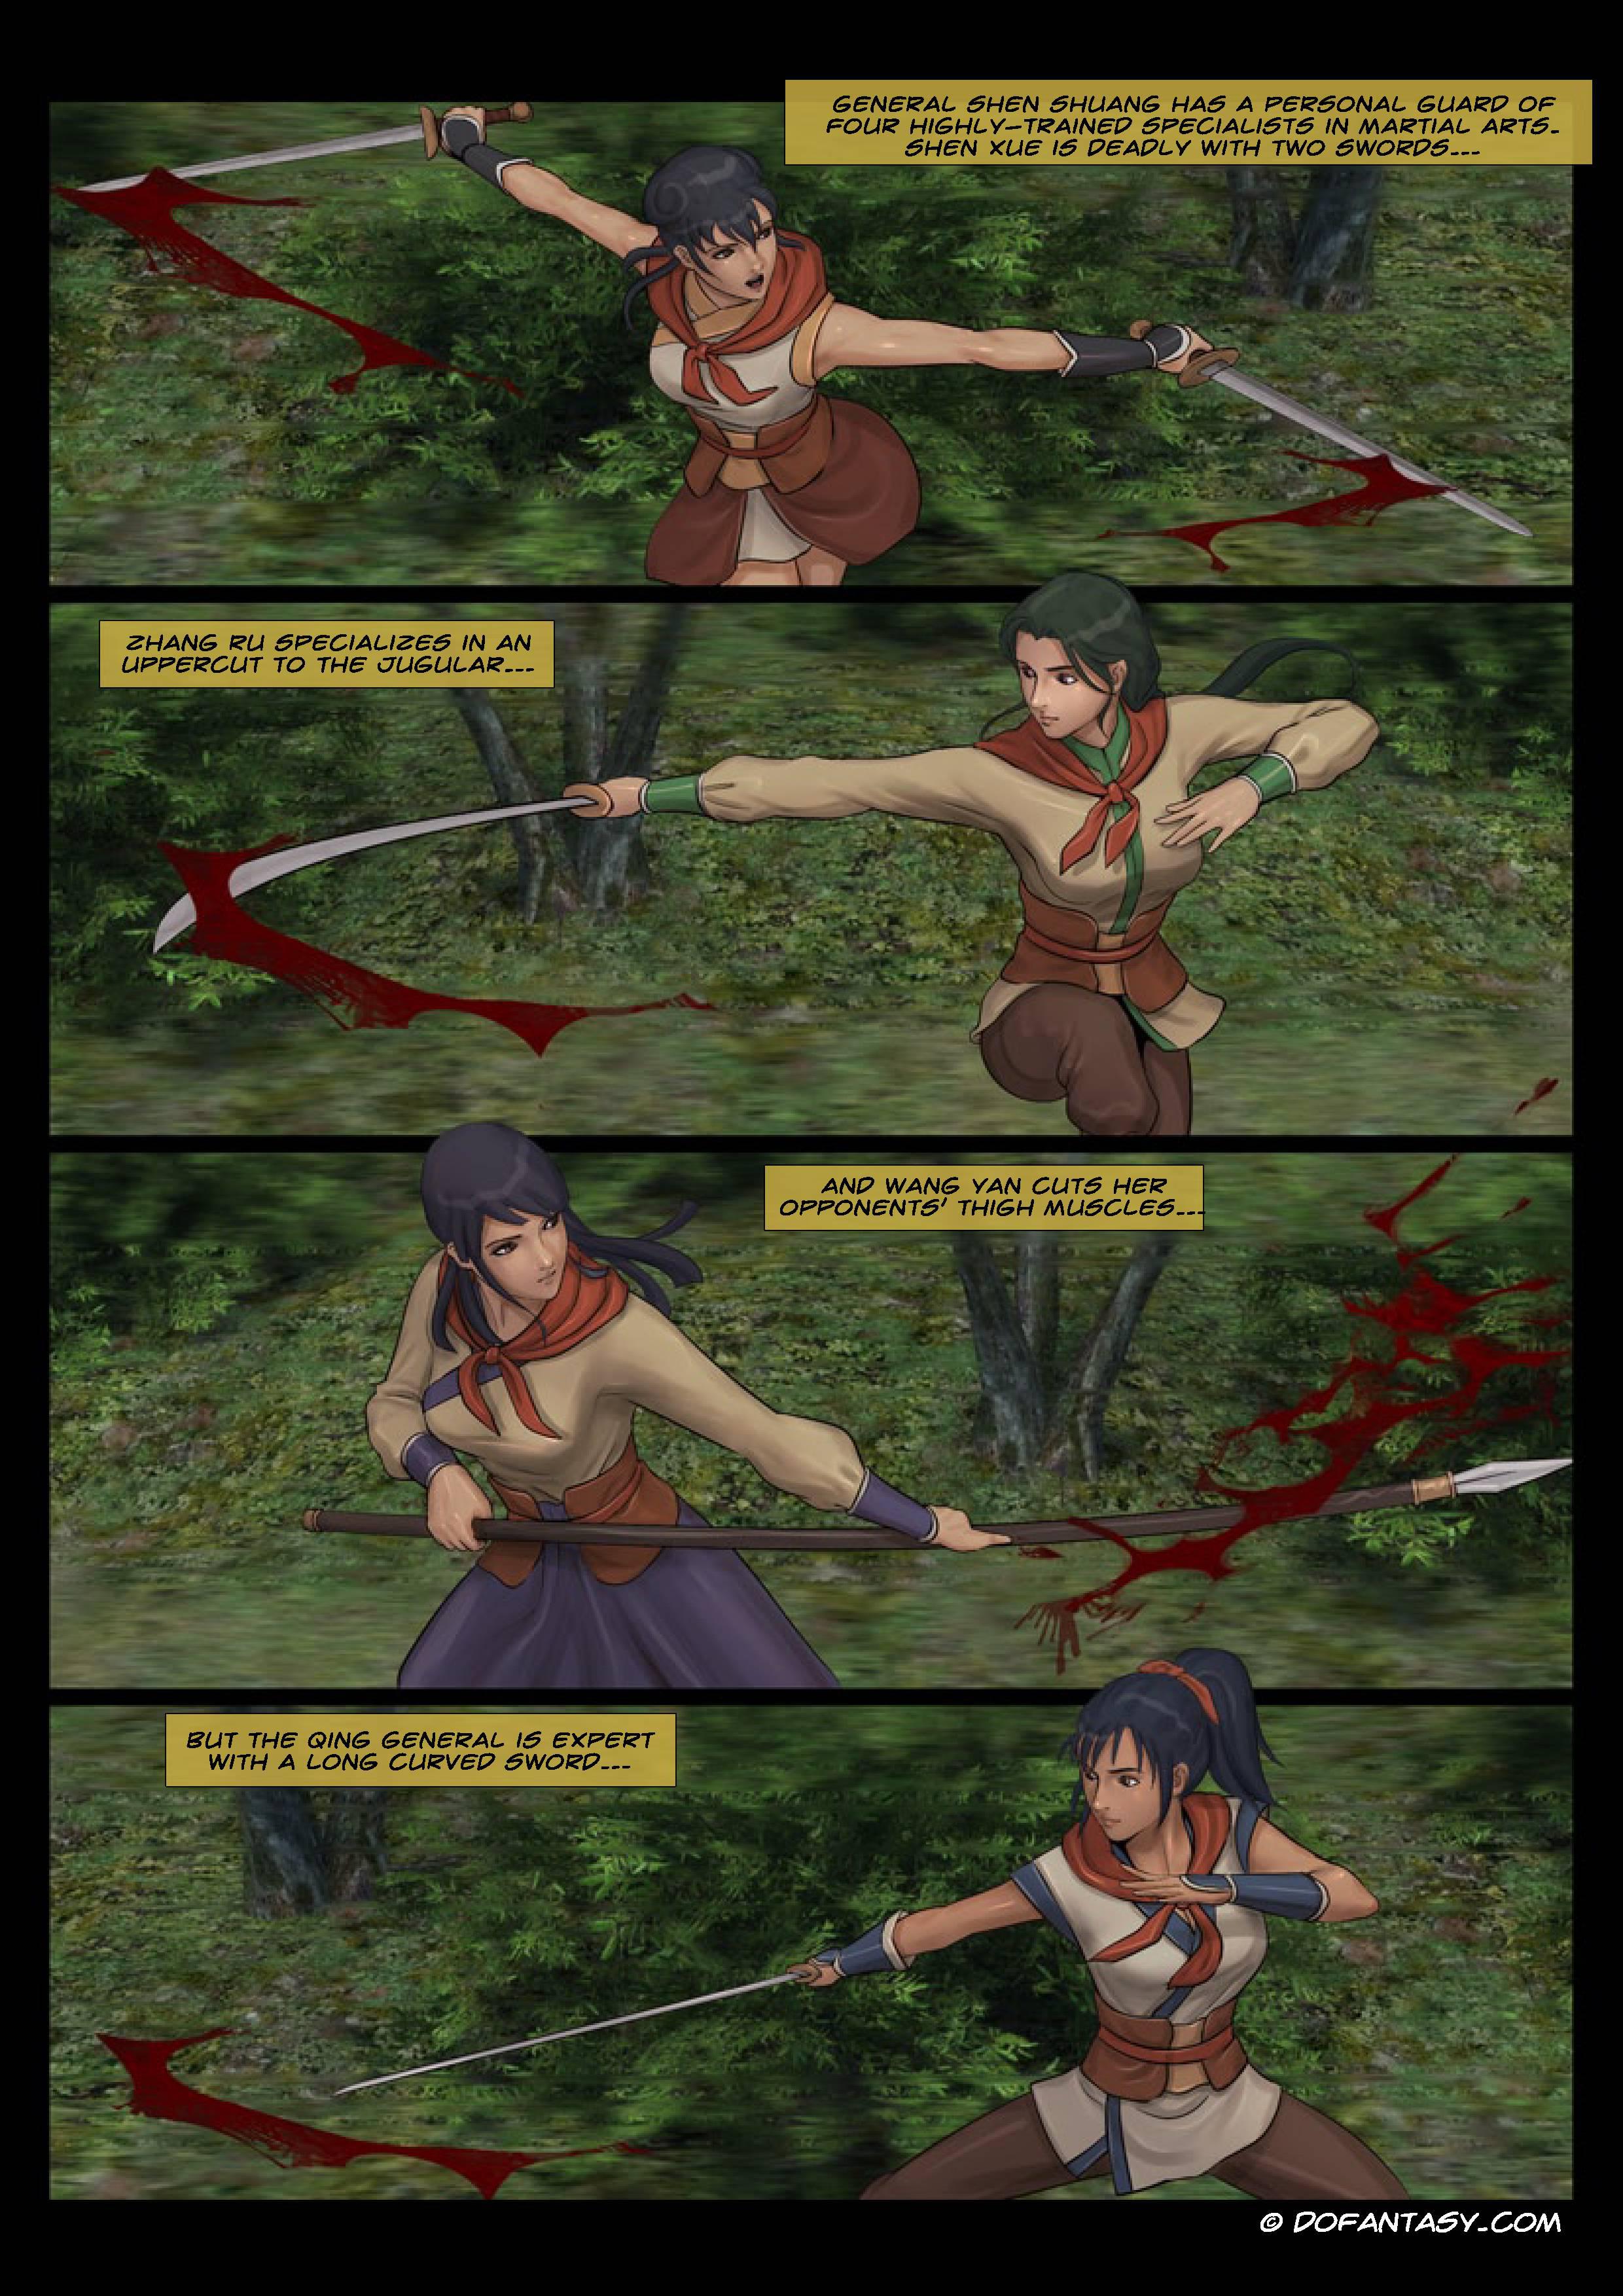 GENERAL SHEN SHUANG HAS A PERSONAL GUARD OF
FOUR HIGHLY-TRAINED SPECIALISTS IN MARTIAL ARTS.
SHEN XUE IS DEADLY WITH TWO SWORDS...
ZHANG RU SPECIALIZES IN AN
UPPERCUT TO THE JUGULAR...
AND WANG YAN CUTS HER
OPPONENTS' THIGH MUSCLES...
BUT THE QING GENERAL IS EXPERT
WITH A LONG CURVED SWORD...
© DOFANTASY.COM